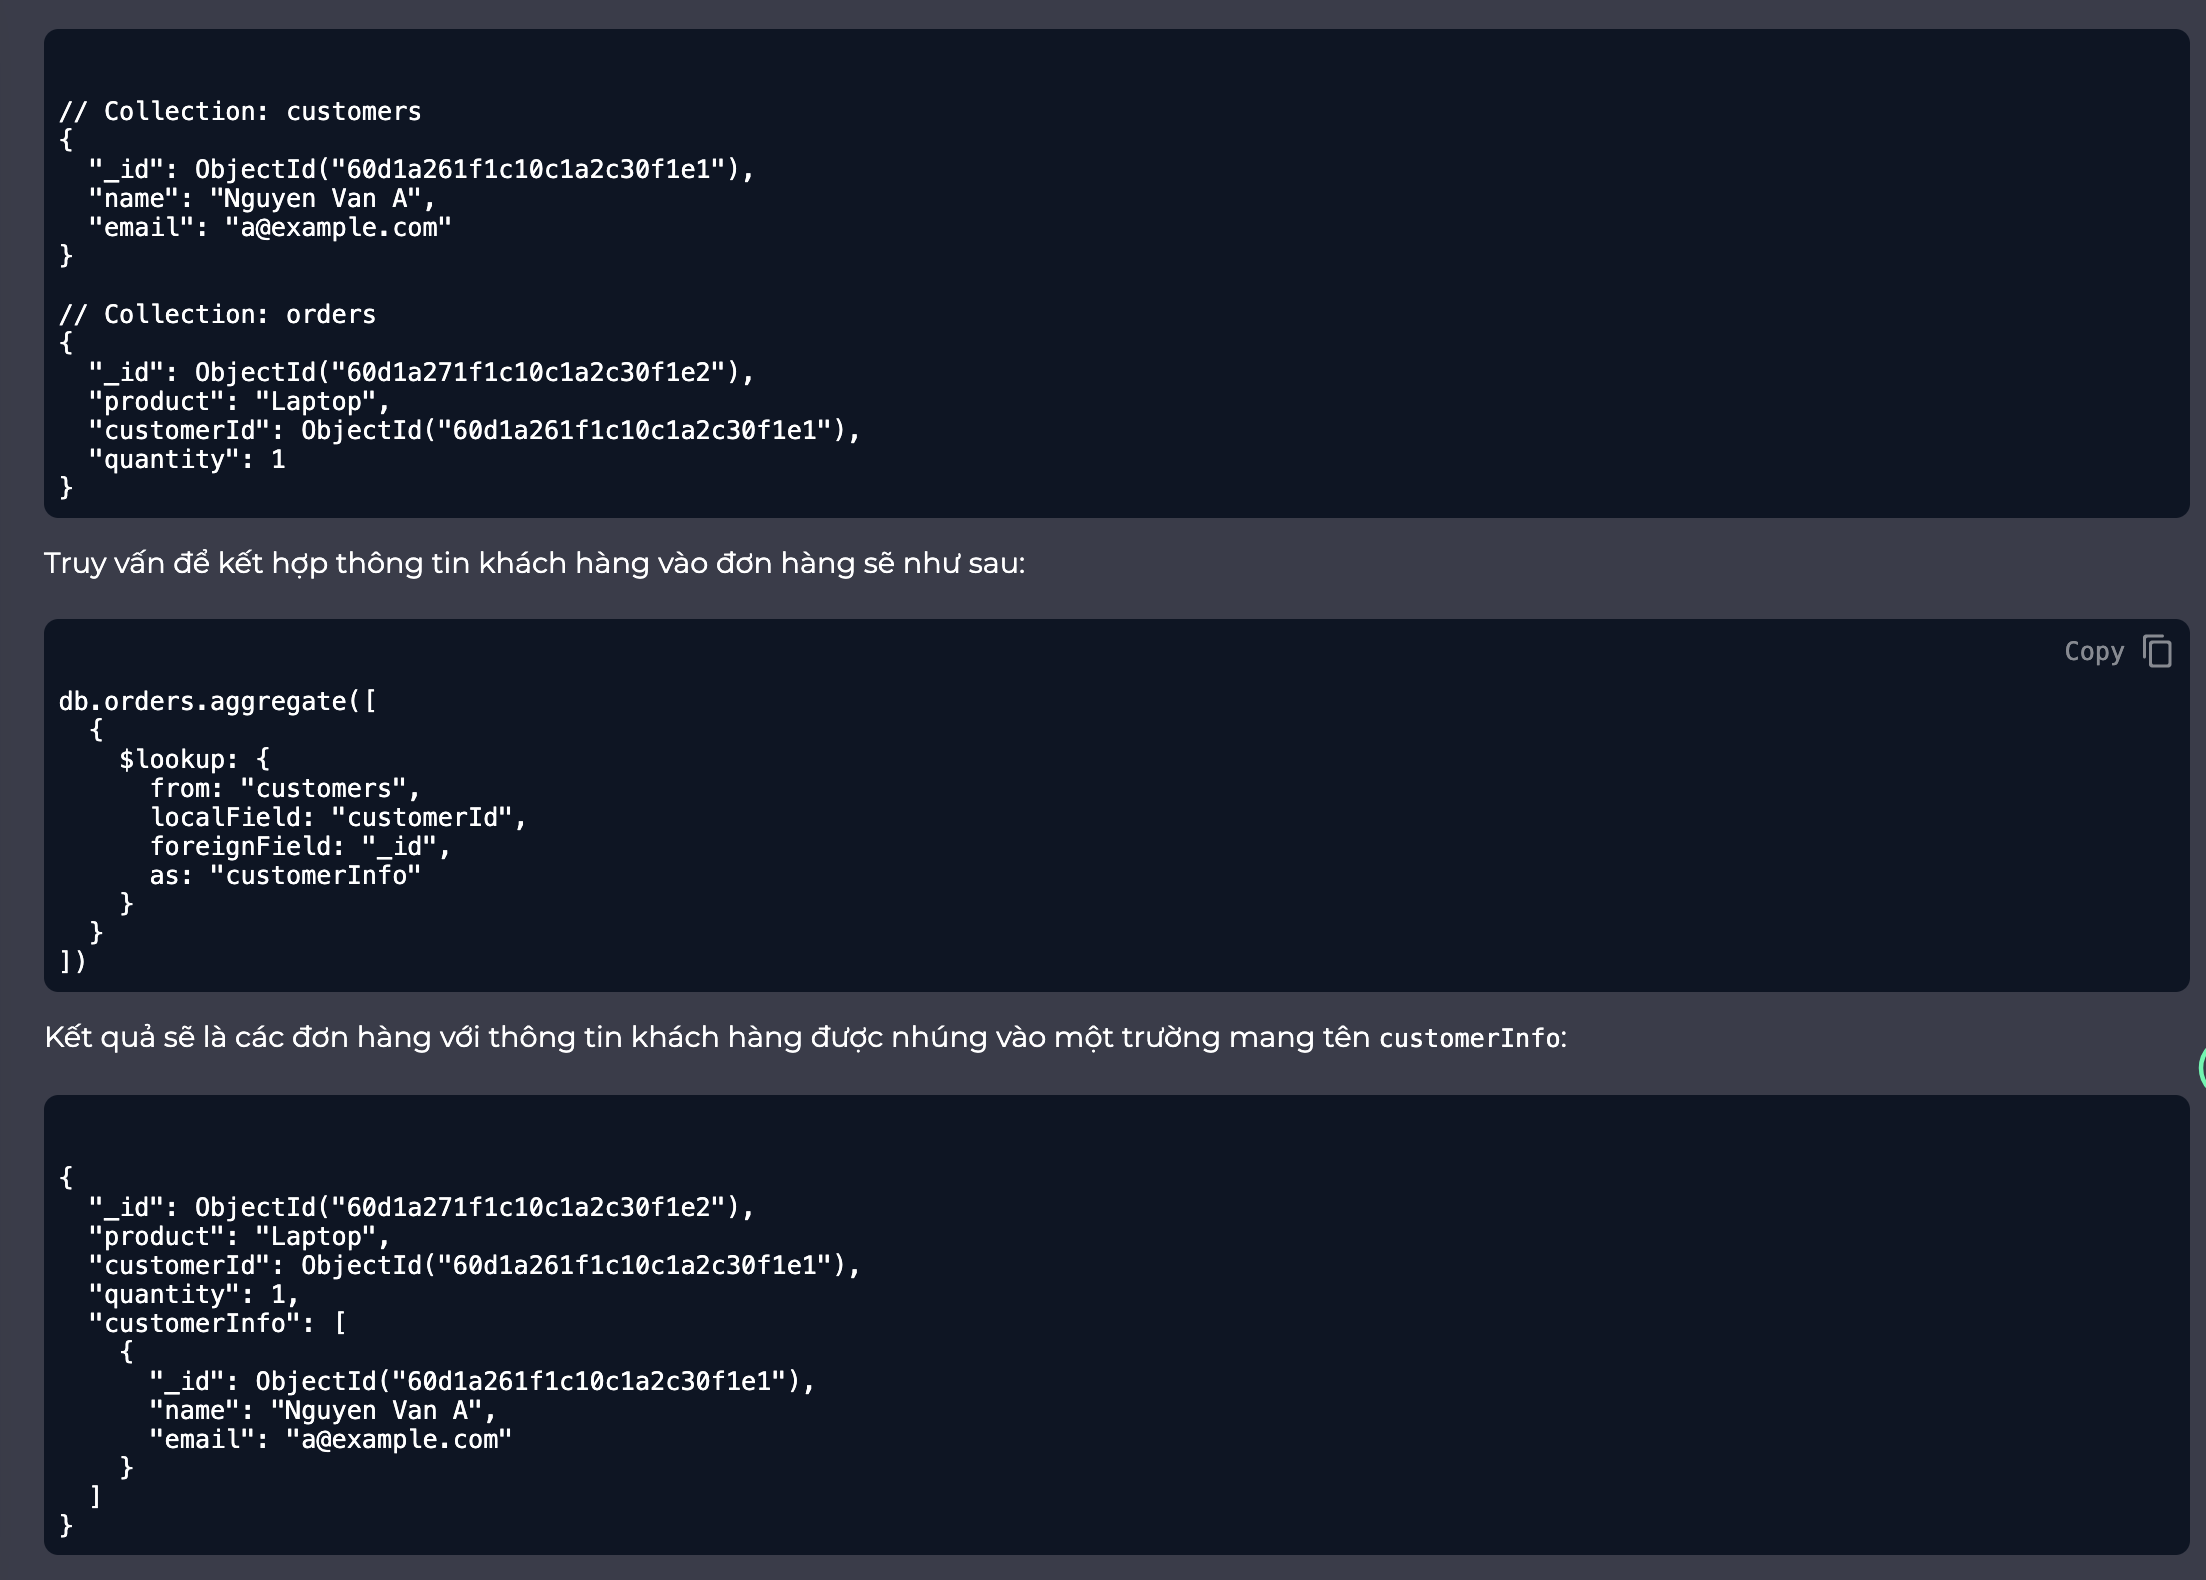 // Collection: customers
{
  "_id": ObjectId("60d1a261f1c10c1a2c30f1e1"),
  "name": "Nguyen Van A",
  "email": "a@example.com"
}
// Collection: orders
{
  "_id": ObjectId("60d1a271f1c10c1a2c30f1e2"),
  "product": "Laptop",
  "customerId": ObjectId("60d1a261f1c10c1a2c30f1e1"),
  "quantity": 1
}
Truy vấn để kết hợp thông tin khách hàng vào đơn hàng sẽ như sau:
Copy
db.orders.aggregate([
  {
    $lookup: {
      from: "customers",
      localField: "customerId",
      foreignField: "_id",
      as: "customerInfo"
    }
  }
])
Kết quả sẽ là các đơn hàng với thông tin khách hàng được nhúng vào một trường mang tên customerInfo:
{
  "_id": ObjectId("60d1a271f1c10c1a2c30f1e2"),
  "product": "Laptop",
  "customerId": ObjectId("60d1a261f1c10c1a2c30f1e1"),
  "quantity": 1,
  "customerInfo": [
    {
      "_id": ObjectId("60d1a261f1c10c1a2c30f1e1"),
      "name": "Nguyen Van A",
      "email": "a@example.com"
    }
  ]
}